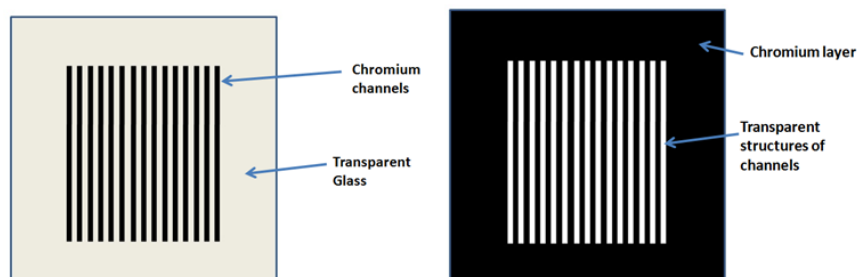 Chromium
channels
Transparent
Glass
Chromium layer
Transparent
structures of
channels